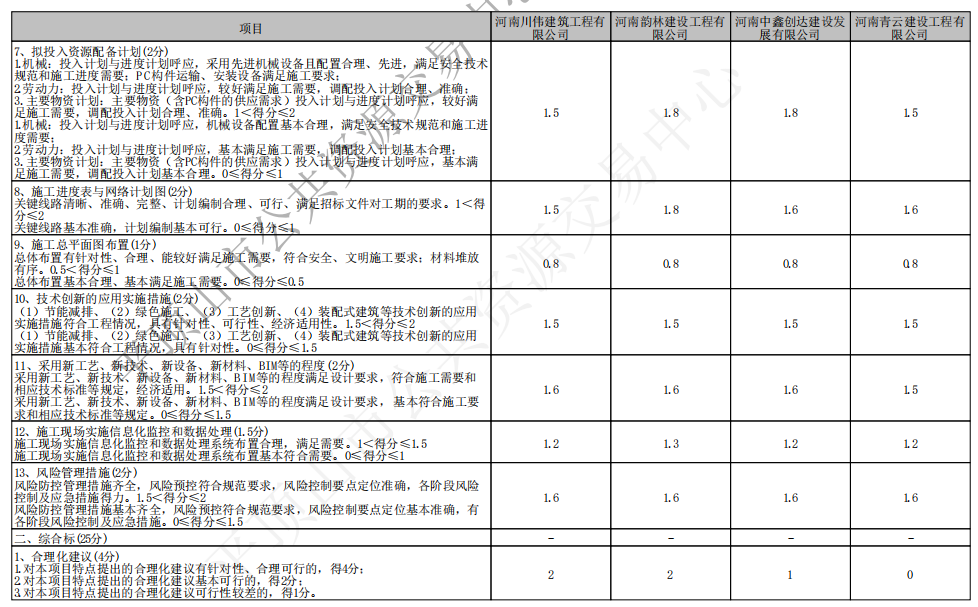 项目
河南川伟建筑工程有限公司
河南韵林建设工程有限公司
河南中鑫创达建设发展有限公司
河南青云建设工程有限公司
7、拟投入资源配备计划(2分)
1.机械：投入计划与进度计划呼应，采用先进机械设备且配置合理、先进，满足安全技术
规范和施工进度需要；PC构件运输、安装设备满足施工要求；
2劳动力：投入计划与进度计划呼应，较好满足施工需要，调配投入计划合理、准确；
3.主要物资计划：主要物资（含PC构件的供应需求）投入计划与进度计划呼应，较好满
足施工需要，调配投入计划合理、准确。1<得分≤2
1.机械：投入计划与进度计划呼应，机械设备配置基本合理，满足安全技术规范和施工进
度需要；
2劳动力：投入计划与进度计划呼应，基本满足施工需要，调配投入计划基本合理；
3.主要物资计划：主要物资（含PC构件的供应需求）投入计划与进度计划呼应，基本满
足施工需要，调配投入计划基本合理。0≤得分≤1
1.5 1.8 1.8 1.5
8、施工进度表与网络计划图(2分)
关键线路清晰、准确、完整、计划编制合理、可行、满足招标文件对工期的要求。1<得
分≤2
关键线路基本准确，计划编制基本可行。0≤得分≤1
1.5 1.8 1.6 1.6
9、施工总平面图布置(1分)
总体布置有针对性、合理、能较好满足施工需要，符合安全、文明施工要求；材料堆放
有序。0.5<得分≤1
总体布置基本合理、基本满足施工需要。0≤得分≤0.5
0.8 0.8 0.8 0.8
10、技术创新的应用实施措施(2分)
（1）节能减排、（2）绿色施工、（3）工艺创新、（4）装配式建筑等技术创新的应用
实施措施符合工程情况，具有针对性、可行性、经济适用性。1.5<得分≤2
（1）节能减排、（2）绿色施工、（3）工艺创新、（4）装配式建筑等技术创新的应用
实施措施基本符合工程情况，具有针对性。0≤得分≤1.5
1.5 1.5 1.5 1.5
11、采用新工艺、新技术、新设备、新材料、BIM等的程度(2分)
采用新工艺、新技术、新设备、新材料、BIM等的程度满足设计要求，符合施工需要和
相应技术标准等规定，经济适用。1.5<得分≤2
采用新工艺、新技术、新设备、新材料、BIM等的程度满足设计要求，基本符合施工要
求和相应技术标准等规定。0≤得分≤1.5
1.6 1.6 1.6 1.5
12、施工现场实施信息化监控和数据处理(1.5分)
施工现场实施信息化监控和数据处理系统布置合理，满足需要。1<得分≤1.5
施工现场实施信息化监控和数据处理系统布置基本符合需要。0≤得分≤1
1.2 1.3 1.2 1.2
13、风险管理措施(2分)
风险防控管理措施齐全，风险预控符合规范要求，风险控制要点定位准确，各阶段风险
控制及应急措施得力。1.5<得分≤2
风险防控管理措施基本齐全，风险预控符合规范要求，风险控制要点定位基本准确，有
各阶段风险控制及应急措施。0≤得分≤1.5
1.6 1.6 1.6 1.6
二、综合标(25分)
- - - -
1、合理化建议(4分)
1.对本项目特点提出的合理化建议有针对性、合理可行的，得4分；
2.对本项目特点提出的合理化建议基本可行的，得2分；
3.对本项目特点提出的合理化建议可行性较差的，得1分。
2 2 1 0
平顶山市公共资源交易中心
平顶山市公共资源交易中心